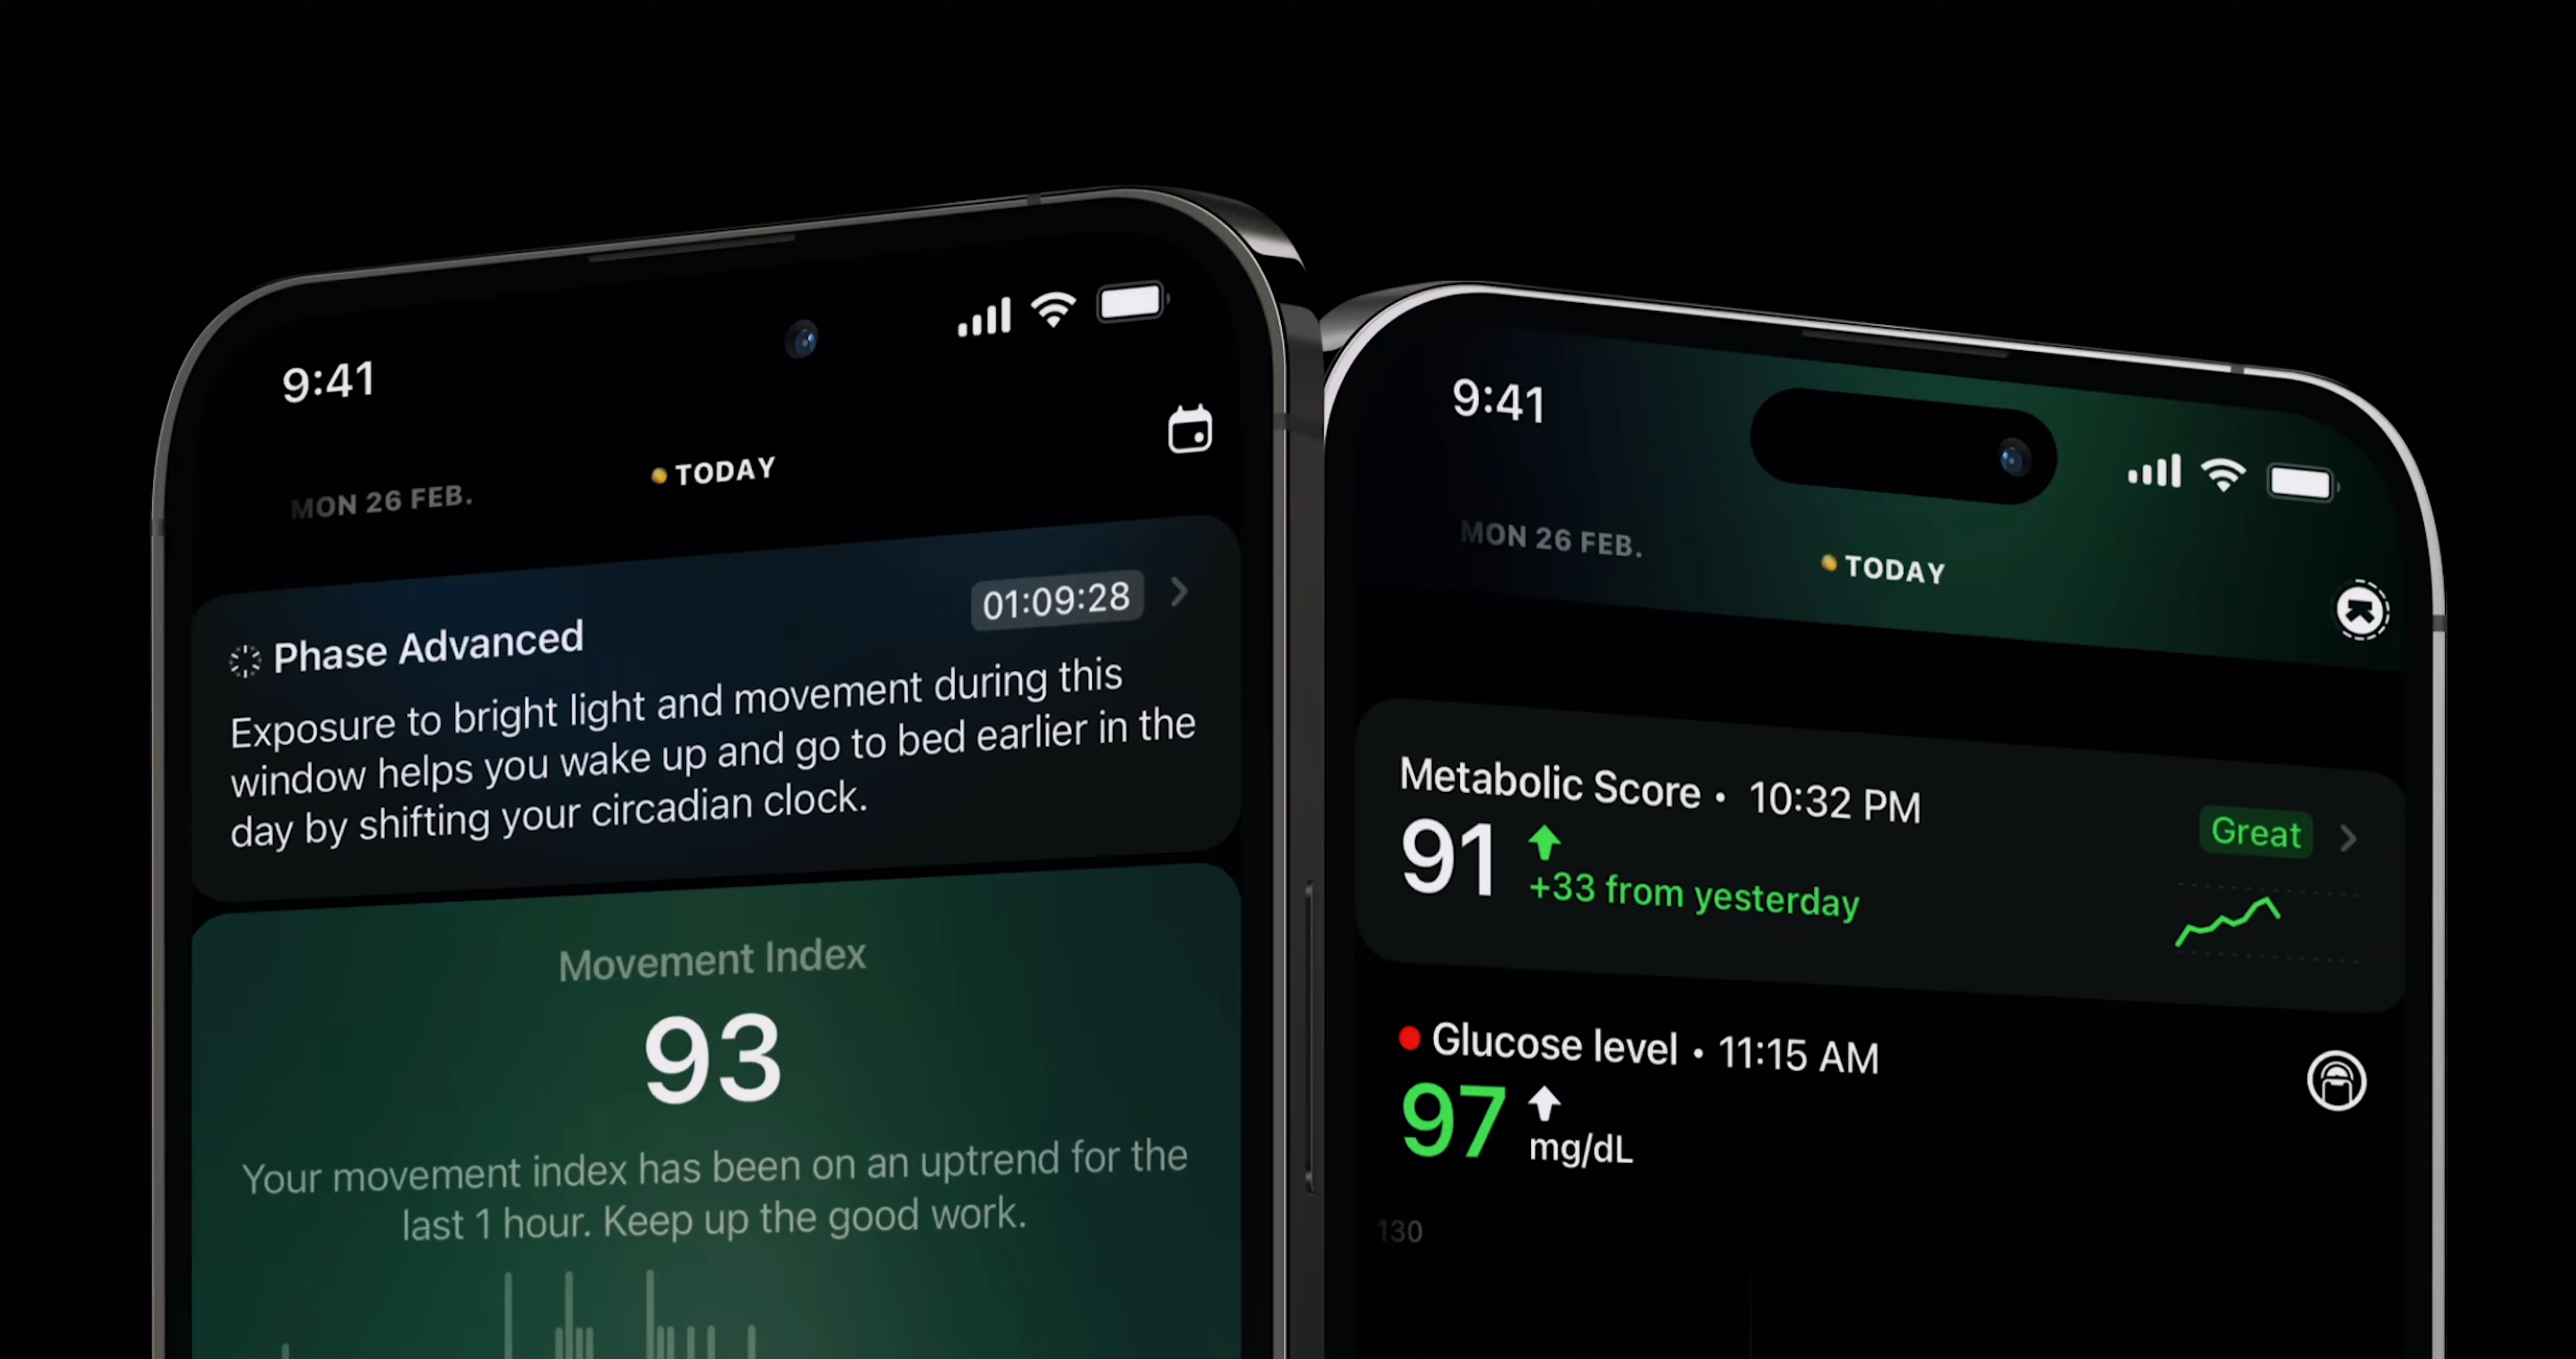 9:41
MON 26 FEB.
TODAY
Phase Advanced
01:09:28
Exposure to bright light and movement during this
window helps you wake up and go to bed earlier in the
day by shifting your circadian clock.
Movement Index
93
Your movement index has been on an uptrend for the
last 1 hour. Keep up the good work.
9:41
MON 26 FEB.
TODAY
Metabolic Score • 10:32 PM
91
+33 from yesterday
Great
Glucose level • 11:15 AM
97
mg/dL
130